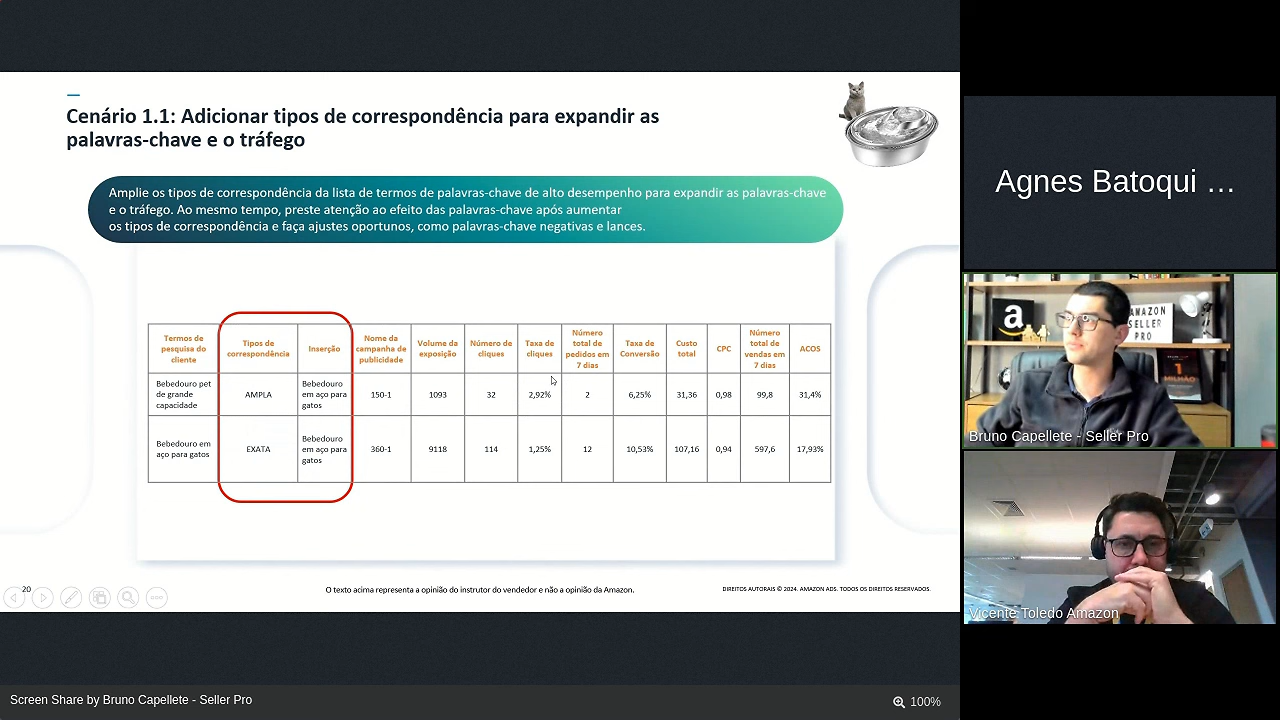 Cenário 1.1: Adicionar tipos de correspondência para expandir as
palavras-chave e o tráfego
Amplie os tipos de correspondência da lista de termos de palavras-chave de alto desempenho para expandir as palavras-chave
e o tráfego. Ao mesmo tempo, preste atenção ao efeito das palavras-chave após aumentar
os tipos de correspondência e faça ajustes oportunos, como palavras-chave negativas e lances.
Termos de
pesquisa do
cliente
Tipos de
correspondência
Inserção
Nome da
campanha de
publicidade
Volume da
exposição
Número de
cliques
Taxa de
cliques
Número
total de
pedidos em
7 dias
Taxa de
Conversão
Custo
total
CPC
Número
total de
vendas em
7 dias
ACOS
Bebedouro pet
de grande
capacidade
AMPLA
Bebedouro
em aço para
gatos
150-1
1093
32
2,92%
2
6,25%
31,36
0,98
99,8
31,4%
Bebedouro em
aço para gatos
EXATA
Bebedouro
em aço para
gatos
360-1
9118
114
1,25%
12
10,53%
107,16
0,94
597,6
17,93%
20
O texto acima representa a opinião do instrutor do vendedor e não a opinião da Amazon.
DIREITOS AUTORAIS © 2024. AMAZON ADS. TODOS OS DIREITOS RESERVADOS.
Screen Share by Bruno Capellete - Seller Pro
100%
Agnes Batoqui …
a
AMAZON
SELLER
PRO
1
MILHÃO
Bruno Capellete - Seller Pro
Vicente Toledo Amazon